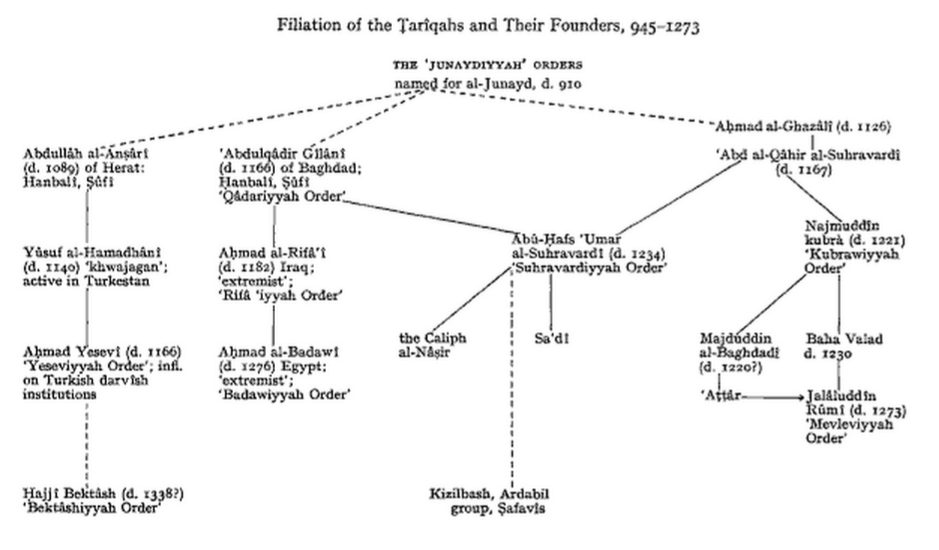 Filiation of the Ṭarîqahs and Their Founders, 945–1273
THE 'JUNAYDIYYAH' ORDERS
named for al-Junayd, d. 910
Aḥmad al-Ghazâlî (d. 1126)
'Abd al-Qâhir al-Suhravardî
(d. 1167)
Abdullâh al-Anṣârî
(d. 1089) of Herat:
Ḥanbalî, Ṣûfî
'Abdulqâdir Gîlânî
(d. 1166) of Baghdad;
Ḥanbalî, Ṣûfî
'Qâdariyyah Order'
Najmuddîn
kubrà (d. 1221)
'Kubrawiyyah
Order'
Yûsuf al-Hamadhânî
(d. 1140) 'khwajagan';
active in Turkestan
Aḥmad al-Rifâ'î
(d. 1182) Iraq;
'extremist';
'Rifâ 'iyyah Order'
Abû-Ḥafs 'Umar
al-Suhravardî (d. 1234)
'Suhravardiyyah Order'
the Caliph
al-Nâṣir
Sa'dî
Majduddin
al-Baghdadî
(d. 1220?)
Baha Valad
d. 1230
Aḥmad Yesevî (d. 1166)
'Yeseviyyah Order'; infl.
on Turkish darvîsh
institutions
Aḥmad al-Badawî
(d. 1276) Egypt;
'extremist';
'Badawiyyah Order'
'Aṭṭâr
Jalâluddîn
Rûmî (d. 1273)
'Mevleviyyah
Order'
Ḥajjî Bektâsh (d. 1338?)
'Bektâshiyyah Order'
Kizilbash, Ardabil
group, Ṣafavîs